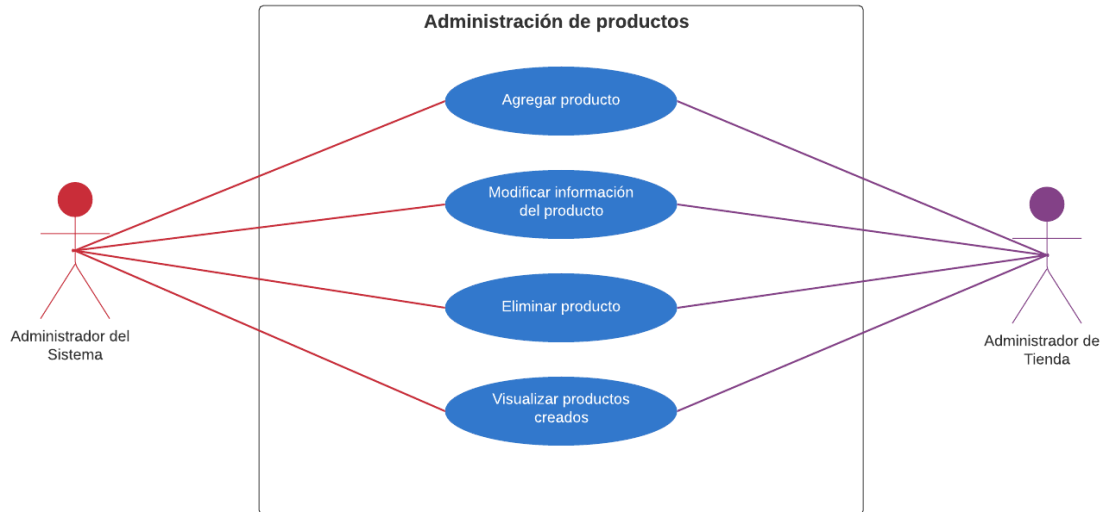 Administración de productos
Agregar producto
Modificar información
del producto
Eliminar producto
Visualizar productos
creados
Administrador del
Sistema
Administrador de
Tienda